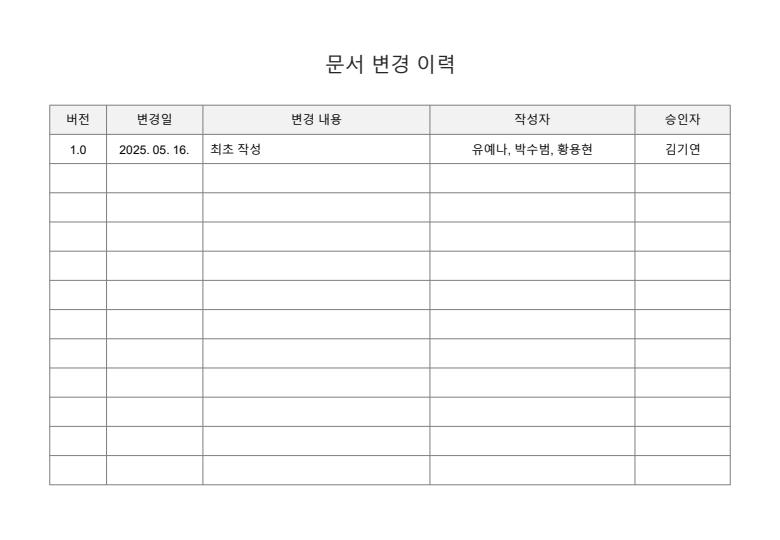 문서 변경 이력
버전 변경일 변경 내용 작성자 승인자
1.0 2025. 05. 16. 최초 작성 유예나, 박수범, 황용현 김기연